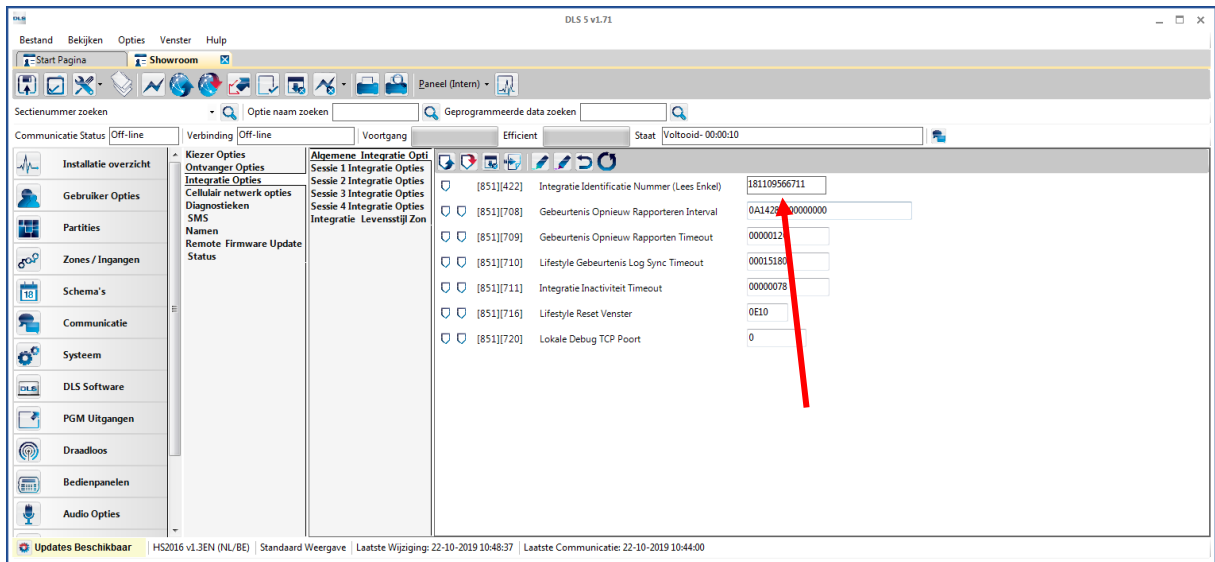 DLS
DLS 5 v1.71
Bestand Bekijken Opties Venster Hulp
Start Pagina Showroom
Paneel (Intern)
Sectienummer zoeken Optie naam zoeken Geprogrammeerde data zoeken
Communicatie Status Off-line Verbinding Off-line Voortgang Efficient Staat Voltooid- 00:00:10
Installatie overzicht
Gebruiker Opties
Partities
Zones / Ingangen
18 Schema's
Communicatie
Systeem
DLS DLS Software
PGM Uitgangen
Draadloos
Bedienpanelen
Audio Opties
Kiezer Opties
Ontvanger Opties
Integratie Opties
Cellulair netwerk opties
Diagnostieken
SMS
Namen
Remote Firmware Update
Status
Algemene Integratie Opti
Sessie 1 Integratie Opties
Sessie 2 Integratie Opties
Sessie 3 Integratie Opties
Sessie 4 Integratie Opties
Integratie Levensstijl Zon
[851][422] Integratie Identificatie Nummer (Lees Enkel) 181109566711
[851][708] Gebeurtenis Opnieuw Rapporteren Interval
[851][709] Gebeurtenis Opnieuw Rapporten Timeout
[851][710] Lifestyle Gebeurtenis Log Sync Timeout 00015180
[851][711] Integratie Inactiviteit Timeout 00000078
[851][716] Lifestyle Reset Venster 0E10
[851][720] Lokale Debug TCP Poort 0
Updates Beschikbaar HS2016 v1.3EN (NL/BE) Standaard Weergave Laatste Wijziging: 22-10-2019 10:48:37 Laatste Communicatie: 22-10-2019 10:44:00